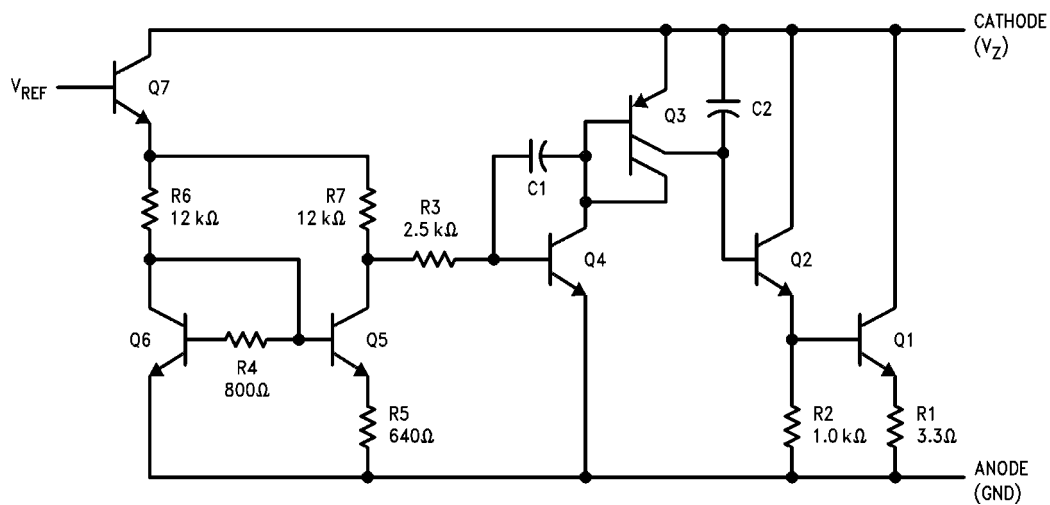 CATHODE
(VZ)
Q7
VREF
Q3
C2
C1
R6
12 kΩ
R7
12 kΩ
R3
2.5 kΩ
Q4
Q2
Q6
R4
800Ω
Q5
Q1
R5
640Ω
R2
1.0 kΩ
R1
3.3Ω
ANODE
(GND)